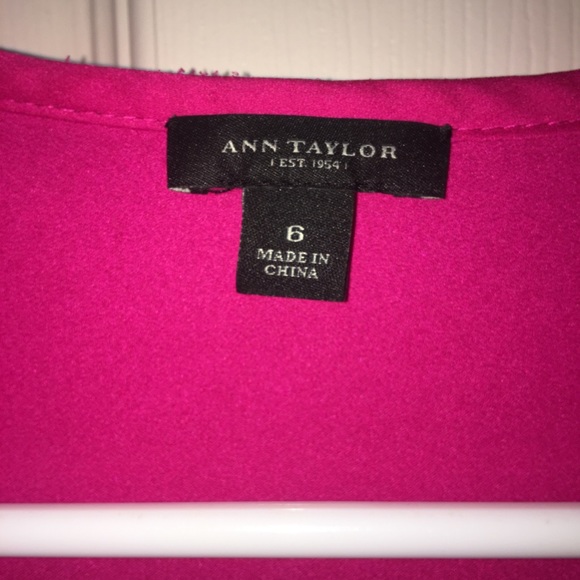 ANN TAYLOR
EST. 1954
6
MADE IN
CHINA